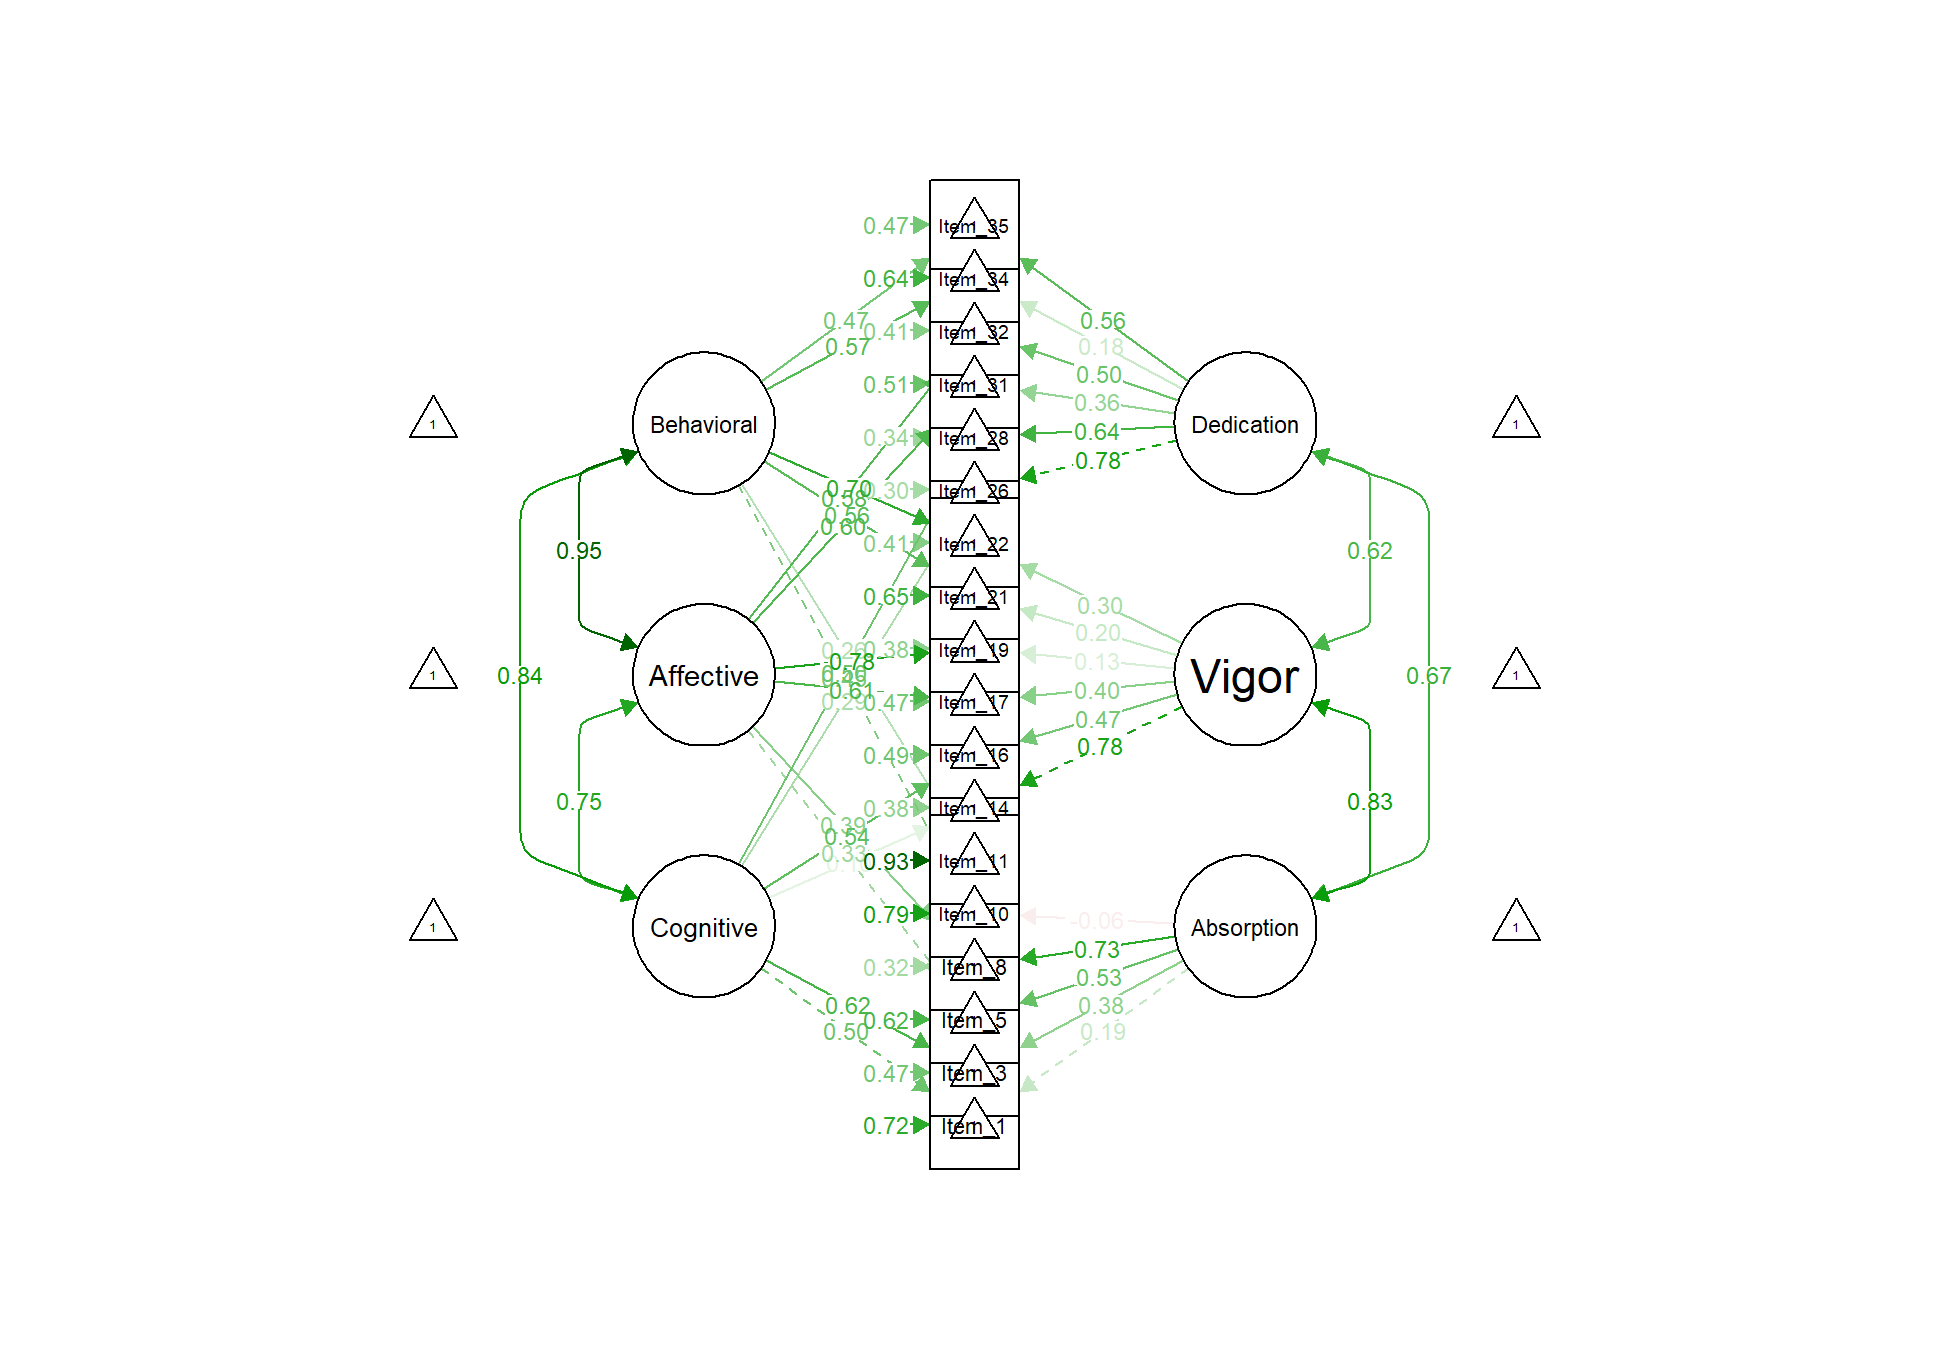 0.47 Item_35
0.64 Item_34
0.47 0.41 Item_32 0.56
0.57 0.18
0.51 Item_31 0.50
0.36
1 Behavioral 0.34 Item_28 0.64 Dedication 1
0.78
0.70 0.30 Item_26
0.58
0.56
0.60
0.95 0.41 Item_22 0.62
0.65 Item_21 0.30
0.20
0.38 Item_19 0.13
0.78
1 0.84 Affective 0.61 0.40 Vigor 0.67 1
0.29 0.47 Item_17
0.47
0.49 Item_16 0.78
0.75 0.38 Item_14 0.83
0.39
0.54
0.33 0.93 Item_11
1 Cognitive 0.79 Item_10 -0.06 Absorption 1
0.73
0.32 Item_8 0.53
0.62 0.62 Item_5 0.38
0.50 0.19
0.47 Item_3
0.72 Item_1